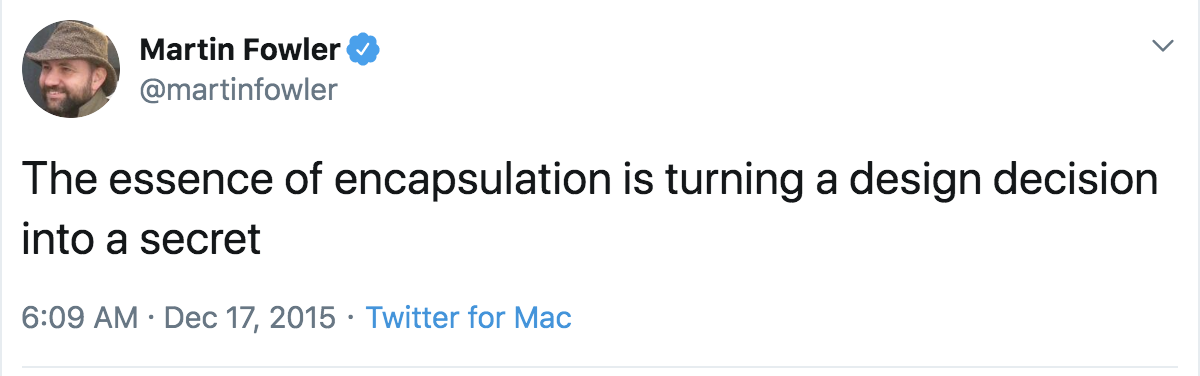 Martin Fowler
@martinfowler
The essence of encapsulation is turning a design decision
into a secret
6:09 AM · Dec 17, 2015 · Twitter for Mac